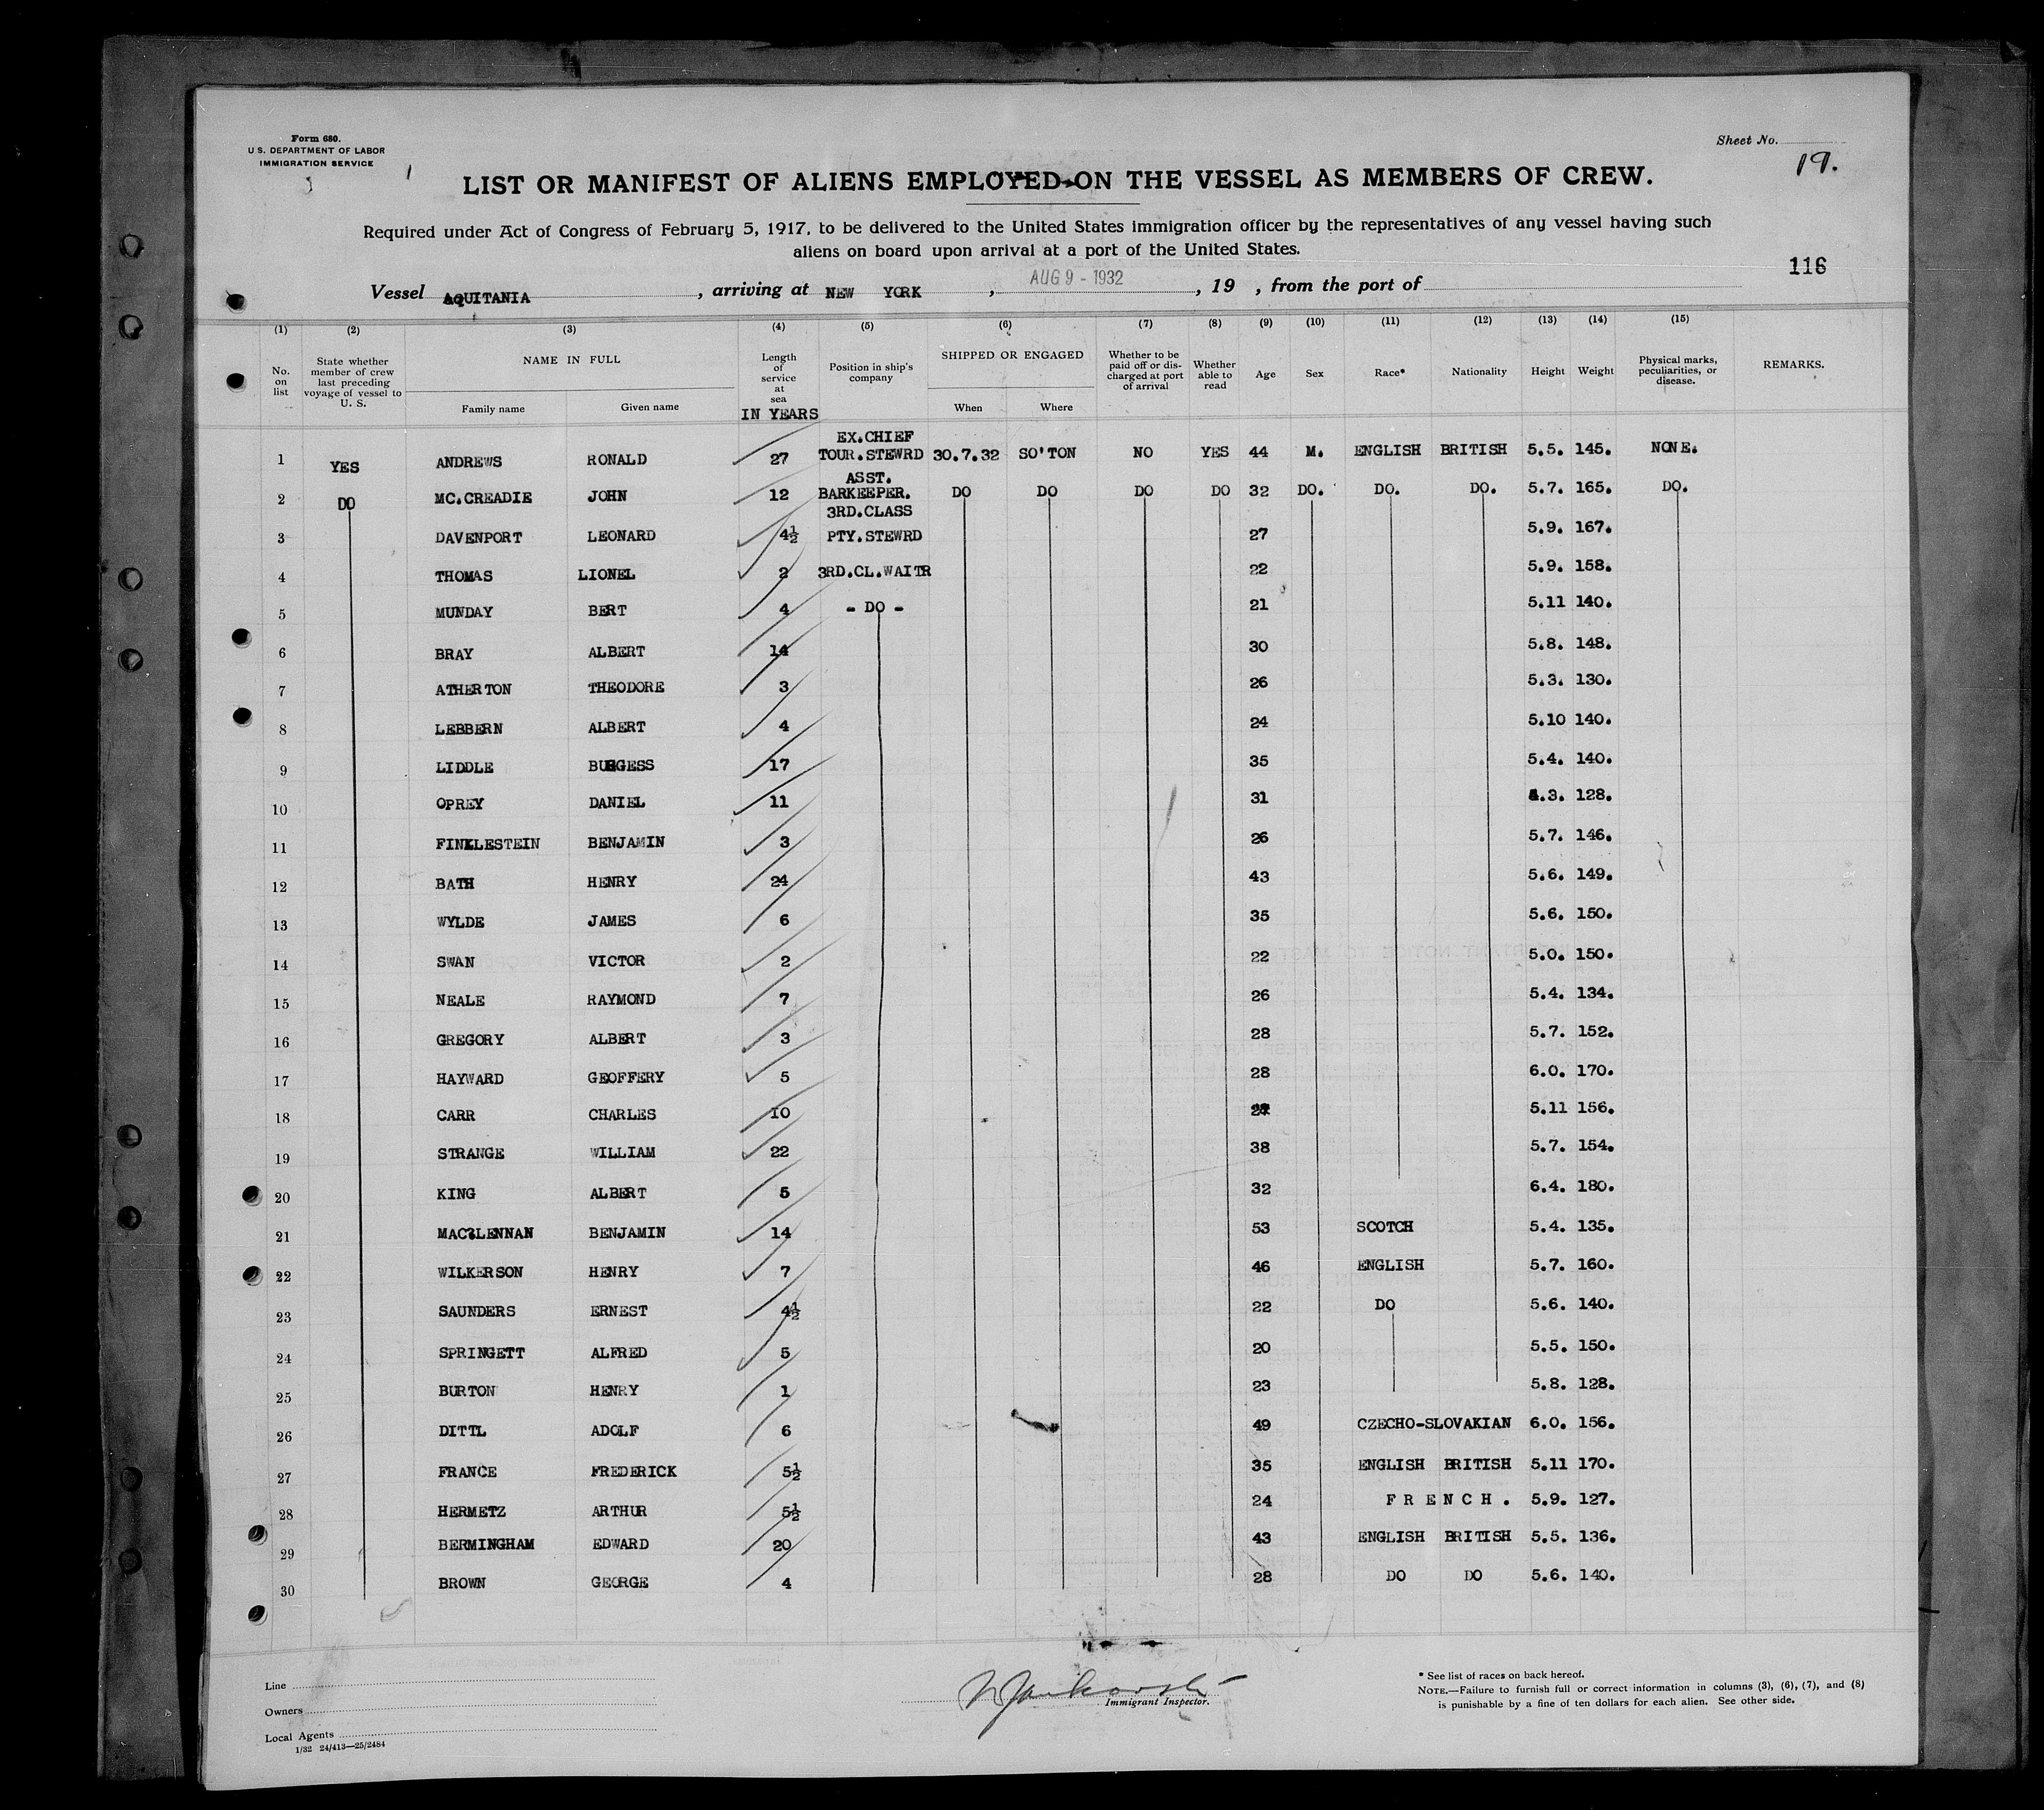 Form 680.
U.S. DEPARTMENT OF LABOR
IMMIGRATION SERVICE
Sheet No.
19.
LIST OR MANIFEST OF ALIENS EMPLOYED ON THE VESSEL AS MEMBERS OF CREW.
Required under Act of Congress of February 5, 1917, to be delivered to the United States immigration officer by the representatives of any vessel having such
aliens on board upon arrival at a port of the United States.
116
Vessel AQUITANIA, arriving at NEW YORK, AUG 9 - 1932, 19 , from the port of
(1) (2) (3) (4) (5) (6) (7) (8) (9) (10) (11) (12) (13) (14) (15)
No. on list State whether member of crew last preceding voyage of vessel to U. S. NAME IN FULL Family name Given name Length of service at sea IN YEARS Position in ship's company SHIPPED OR ENGAGED When Where Whether to be paid off or discharged at port of arrival Whether able to read Age Sex Race* Nationality Height Weight Physical marks, peculiarities, or disease. REMARKS.
1 YES ANDREWS RONALD 27 EX.CHIEF TOUR.STEWRD 30.7.32 SO'TON NO YES 44 M. ENGLISH BRITISH 5.5. 145. NONE.
2 DO MC.CREADIE JOHN 12 ASST. BARKEEPER. DO DO DO DO 32 DO. DO. DO. 5.7. 165. DO.
3 DAVENPORT LEONARD 4½ 3RD.CLASS PTY.STEWRD 27 5.9. 167.
4 THOMAS LIONEL 2 3RD.CL.WAITR 22 5.9. 158.
5 MUNDAY BERT 4 - DO - 21 5.11 140.
6 BRAY ALBERT 14 30 5.8. 148.
7 ATHERTON THEODORE 3 26 5.3. 130.
8 LEBBERN ALBERT 4 24 5.10 140.
9 LIDDLE BURGESS 17 35 5.4. 140.
10 OPREY DANIEL 11 31 .3. 128.
11 FINKLESTEIN BENJAMIN 3 26 5.7. 146.
12 BATH HENRY 24 43 5.6. 149.
13 WYLDE JAMES 6 35 5.6. 150.
14 SWAN VICTOR 2 22 5.0. 150.
15 NEALE RAYMOND 7 26 5.4. 134.
16 GREGORY ALBERT 3 28 5.7. 152.
17 HAYWARD GEOFFERY 5 28 6.0. 170.
18 CARR CHARLES 10 5.11 156.
19 STRANGE WILLIAM 22 38 5.7. 154.
20 KING ALBERT 5 32 6.4. 180.
21 BENJAMIN 14 53 SCOTCH 5.4. 135.
22 WILKERSON HENRY 7 46 ENGLISH 5.7. 160.
23 SAUNDERS ERNEST 4½ 22 DO 5.6. 140.
24 SPRINGETT ALFRED 5 20 5.5. 150.
25 BURTON HENRY 1 23 5.8. 128.
26 DITTL ADOLF 6 49 CZECHO-SLOVAKIAN 6.0. 156.
27 FRANCE FREDERICK 5½ 35 ENGLISH BRITISH 5.11 170.
28 HERMETZ ARTHUR 5½ 24 FRENCH. 5.9. 127.
29 BERMINGHAM EDWARD 20 43 ENGLISH BRITISH 5.5. 136.
30 BROWN GEORGE 4 28 DO DO 5.6. 140.
Line
Owners
Local Agents
1/32 24/413—25/2484
Immigrant Inspector.
* See list of races on back hereof.
NOTE.—Failure to furnish full or correct information in columns (3), (6), (7), and (8)
is punishable by a fine of ten dollars for each alien. See other side.